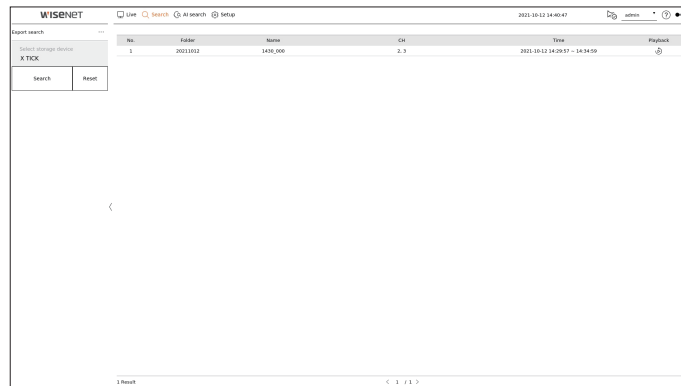 WISENET
Live Search AI search Setup 2021-10-12 14:40:47 admin ?
Export search ...
Select storage device
X TICK
Search Reset
No. Folder Name CH Time Playback
1 20211012 1430_000 2, 3 2021-10-12 14:29:57 ~ 14:34:59
1 Result < 1 / 1 >